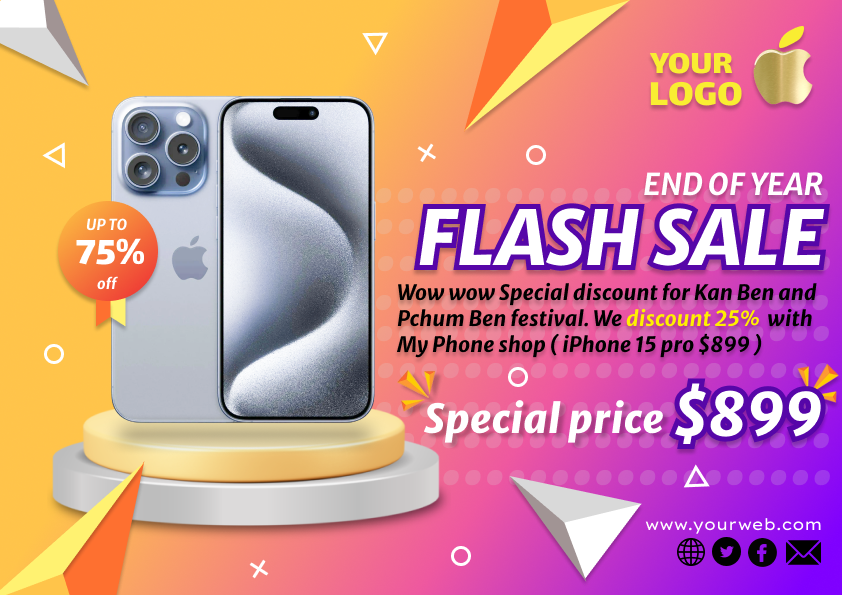 YOUR
LOGO
END OF YEAR
FLASH SALE
UP TO
75%
off
Wow wow Special discount for Kan Ben and
Pchum Ben festival. We discount 25% with
My Phone shop ( iPhone 15 pro $899 )
Special price $899
www.yourweb.com